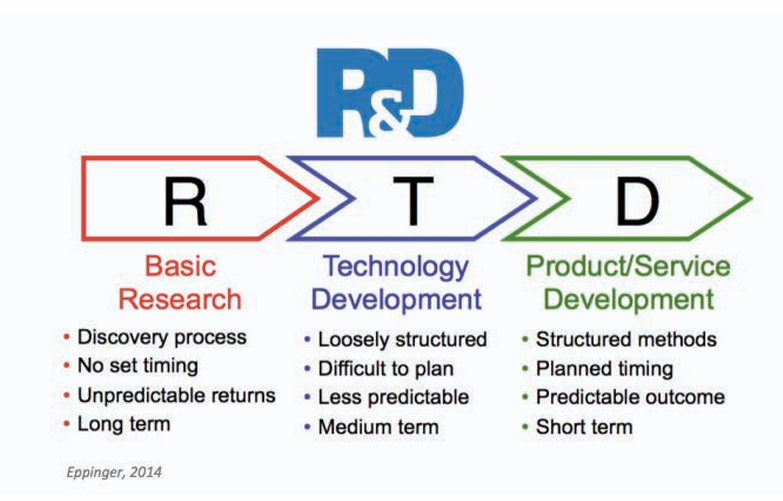 R&D
R
T
D
Basic
Research
• Discovery process
• No set timing
• Unpredictable returns
• Long term
Technology
Development
• Loosely structured
• Difficult to plan
• Less predictable
• Medium term
Product/Service
Development
• Structured methods
• Planned timing
• Predictable outcome
• Short term
Eppinger, 2014